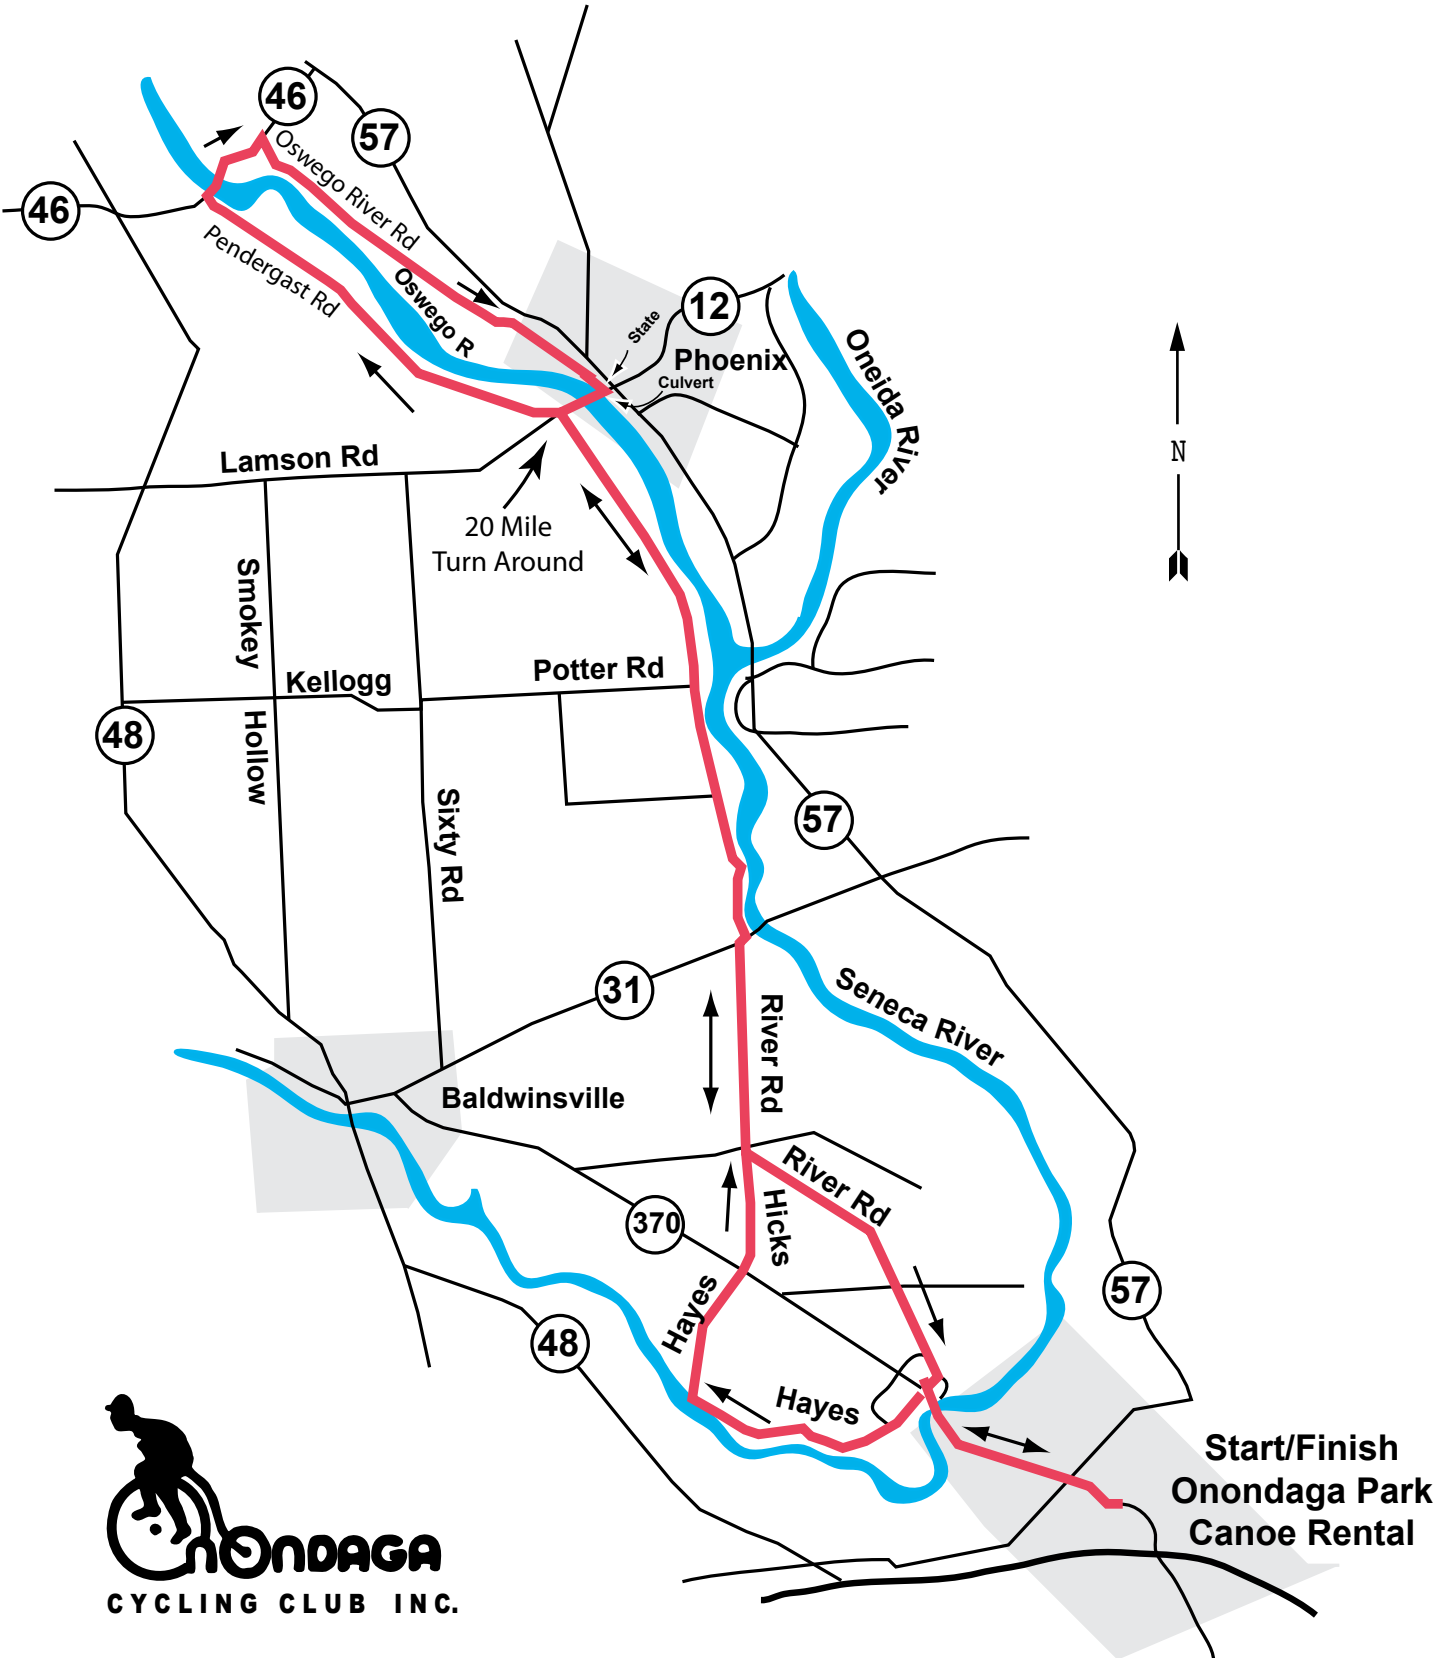 46
57
Oswego River Rd
46
Pendergast Rd
Oswego R
12
State
Phoenix
Culvert
Oneida River
N
Lamson Rd
20 Mile
Turn Around
Smokey
Hollow
Kellogg
Potter Rd
48
Sixty Rd
57
31
River Rd
Seneca River
Baldwinsville
River Rd
Hicks
370
Hayes
57
48
Hayes
Start/Finish
Onondaga Park
Canoe Rental
OnOnDAGA
CYCLING CLUB INC.